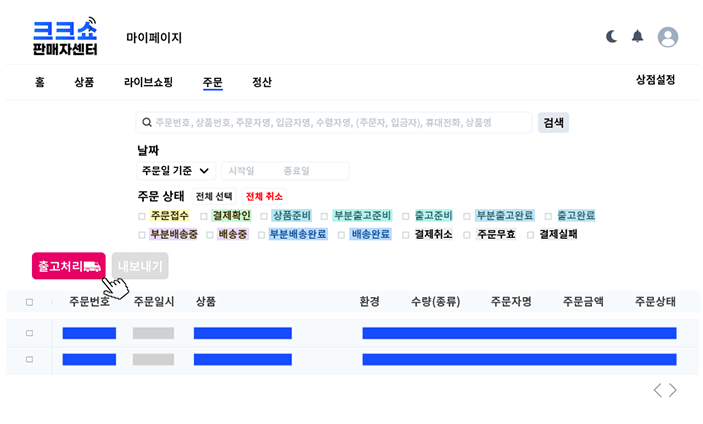 크크쇼
판매자센터
마이페이지
홈 상품 라이브쇼핑 주문 정산 상점설정
주문번호, 상품번호, 주문자명, 입금자명, 수령자명, (주문자, 입금자), 휴대전화, 상품명 검색
날짜
주문일 기준 시작일 종료일
주문 상태 전체 선택 전체 취소
주문접수 결제확인 상품준비 부분출고준비 출고준비 부분출고완료 출고완료
부분배송중 배송중 부분배송완료 배송완료 결제취소 주문무효 결제실패
출고처리 내보내기
주문번호 주문일시 상품 환경 수량(종류) 주문자명 주문금액 주문상태